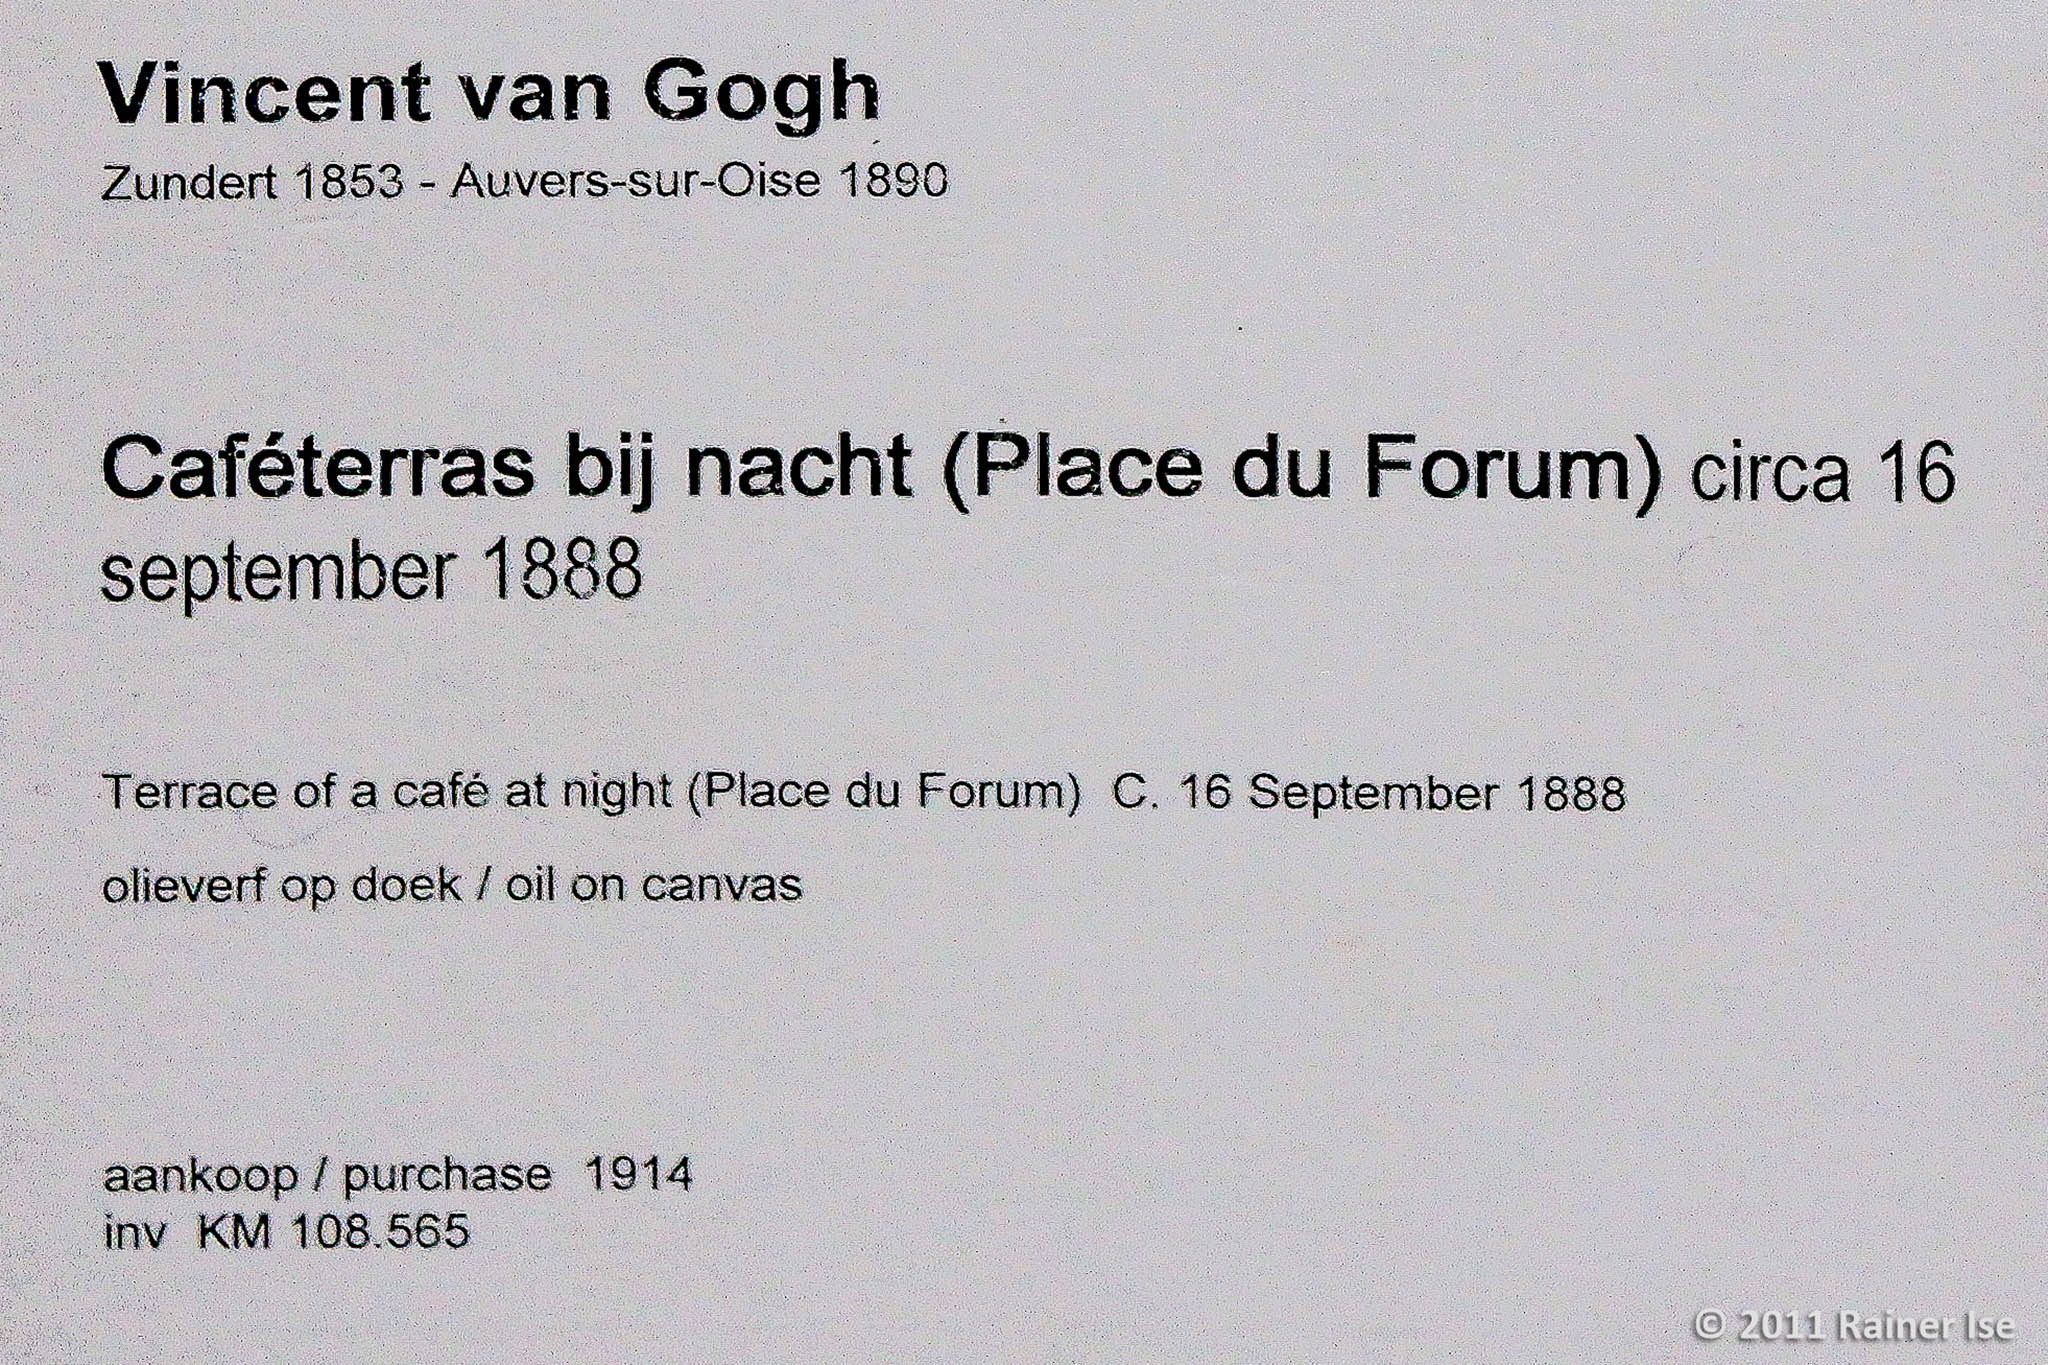 Vincent van Gogh
Zundert 1853 - Auvers-sur-Oise 1890
Caféterras bij nacht (Place du Forum) circa 16
september 1888
Terrace of a café at night (Place du Forum)  C. 16 September 1888
olieverf op doek / oil on canvas
aankoop / purchase  1914
inv  KM 108.565
© 2011 Rainer Ise